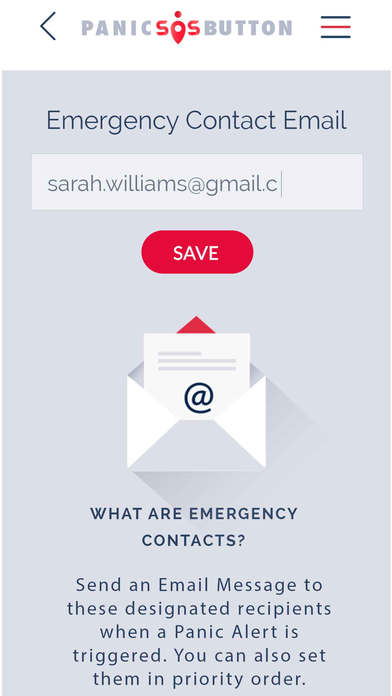 PANICSOSBUTTON
Emergency Contact Email
sarah.williams@gmail.c
SAVE
@
WHAT ARE EMERGENCY
CONTACTS?
Send an Email Message to
these designated recipients
when a Panic Alert is
triggered. You can also set
them in priority order.